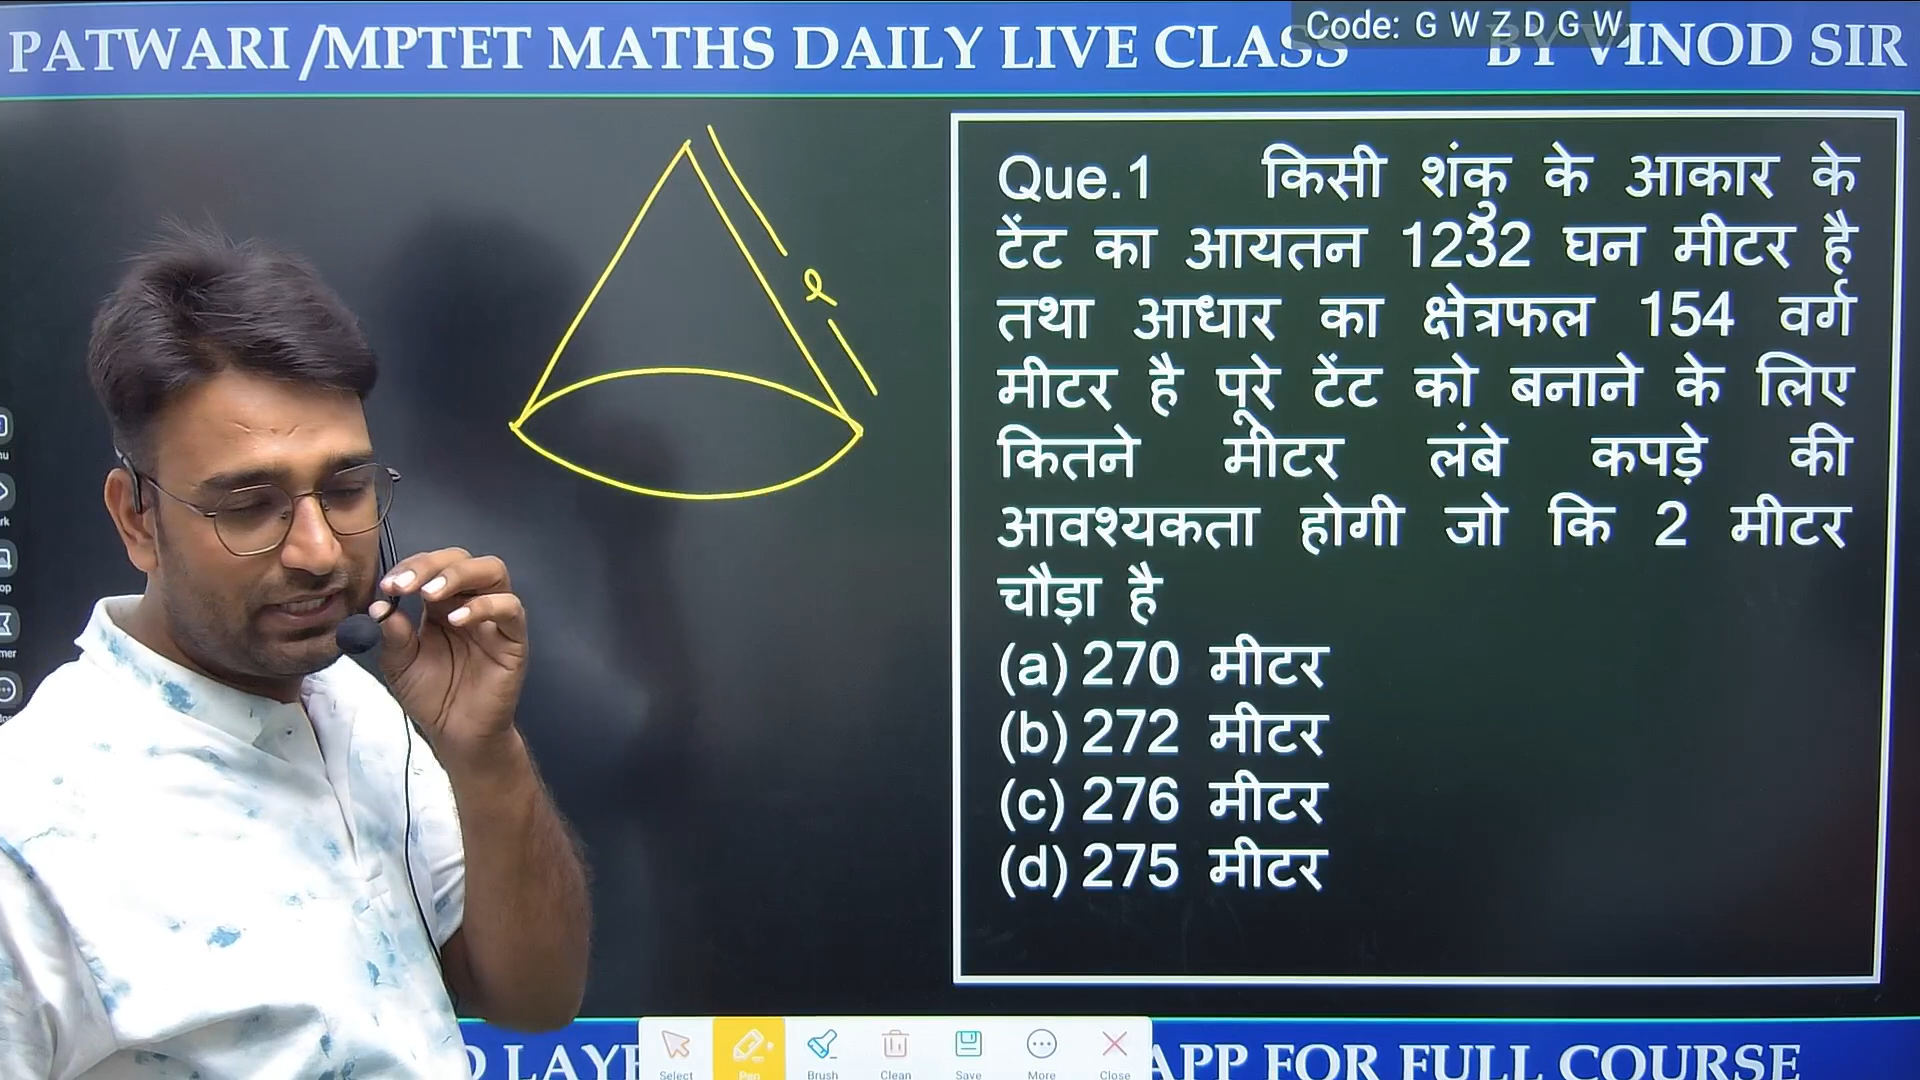 Code: G W Z D G W
PATWARI /MPTET MATHS DAILY LIVE CLASS BY VINOD SIR
Que.1 किसी शंकु के आकार के
टेंट का आयतन 1232 घन मीटर है
तथा आधार का क्षेत्रफल 154 वर्ग
मीटर है पूरे टेंट को बनाने के लिए
कितने मीटर लंबे कपड़े की
आवश्यकता होगी जो कि 2 मीटर
चौड़ा है
(a) 270 मीटर
(b) 272 मीटर
(c) 276 मीटर
(d) 275 मीटर
l
APP FOR FULL COURSE
Select Pen Brush Clean Save More Close